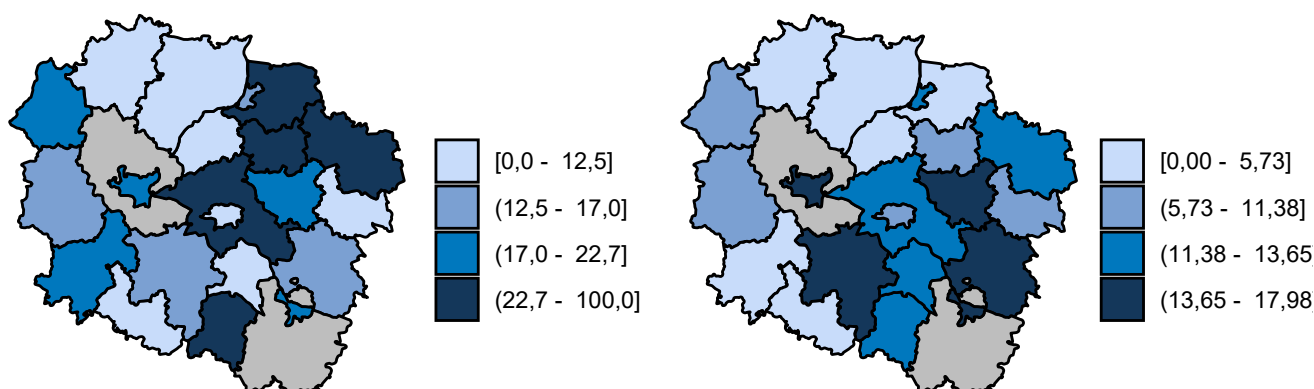 [0,0 - 12,5]
(12,5 - 17,0]
(17,0 - 22,7]
(22,7 - 100,0]
[0,00 - 5,73]
(5,73 - 11,38]
(11,38 - 13,65]
(13,65 - 17,98]